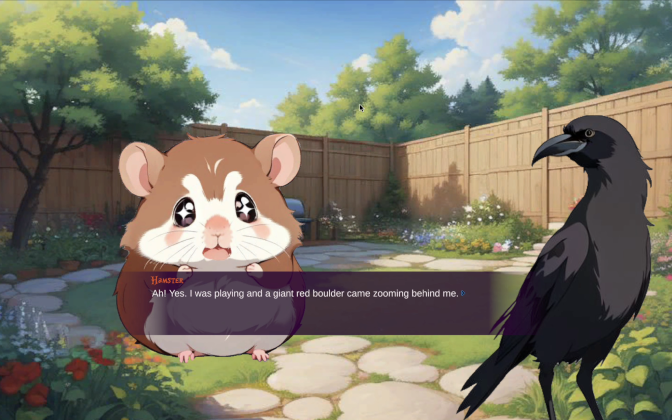 Hamster
Ah! Yes. I was playing and a giant red boulder came zooming behind me.